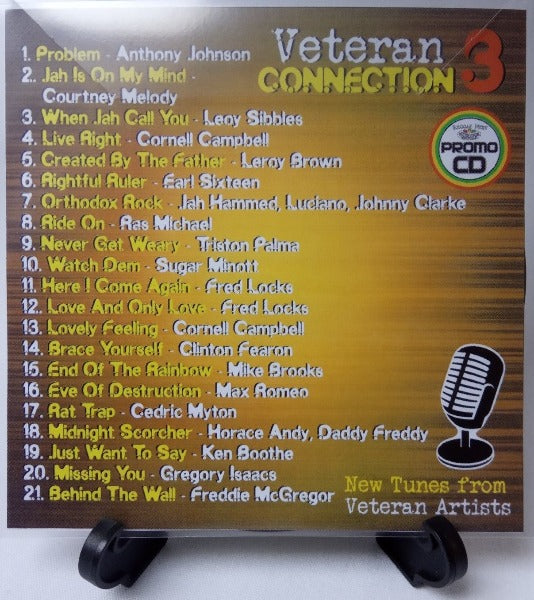 Veteran
CONNECTION 3
1. Problem - Anthony Johnson
2. Jah Is On My Mind -
Courtney Melody
3. When Jah Call You - Leoy Sibbles
4. Live Right - Cornell Campbell
5. Created By The Father - Leroy Brown
6. Rightful Ruler - Earl Sixteen
7. Orthodox Rock - Jah Hammed, Luciano, Johnny Clarke
8. Ride On - Ras Michael
9. Never Get Weary - Triston Palma
10. Watch Dem - Sugar Minott
11. Here I Come Again - Fred Locks
12. Love And Only Love - Fred Locks
13. Lovely Feeling - Cornell Campbell
14. Brace Yourself - Clinton Fearon
15. End Of The Rainbow - Mike Brooks
16. Eve Of Destruction - Max Romeo
17. Rat Trap - Cedric Myton
18. Midnight Scorcher - Horace Andy, Daddy Freddy
19. Just Want To Say - Ken Boothe
20. Missing You - Gregory Isaacs
21. Behind The Wall - Freddie McGregor
PROMO
CD
New Tunes from
Veteran Artists